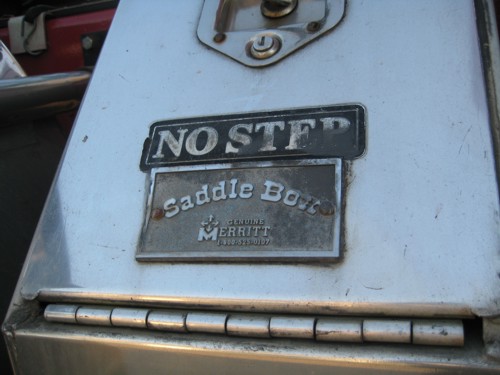 NO STEP
Saddle Box
GENUINE
MERRITT